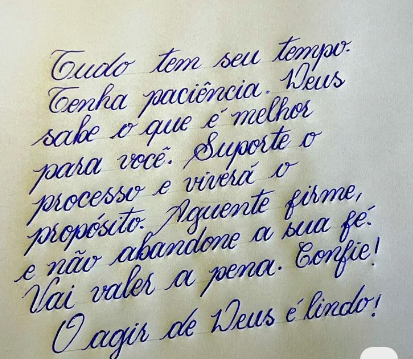 Tudo tem seu tempo.
Tenha paciência. Deus
sabe o que é melhor
para você. Suporte o
processo e viverá o
propósito. Aguente firme,
e não abandone a sua fé.
Vai valer a pena. Confie!
O agir de Deus é lindo!